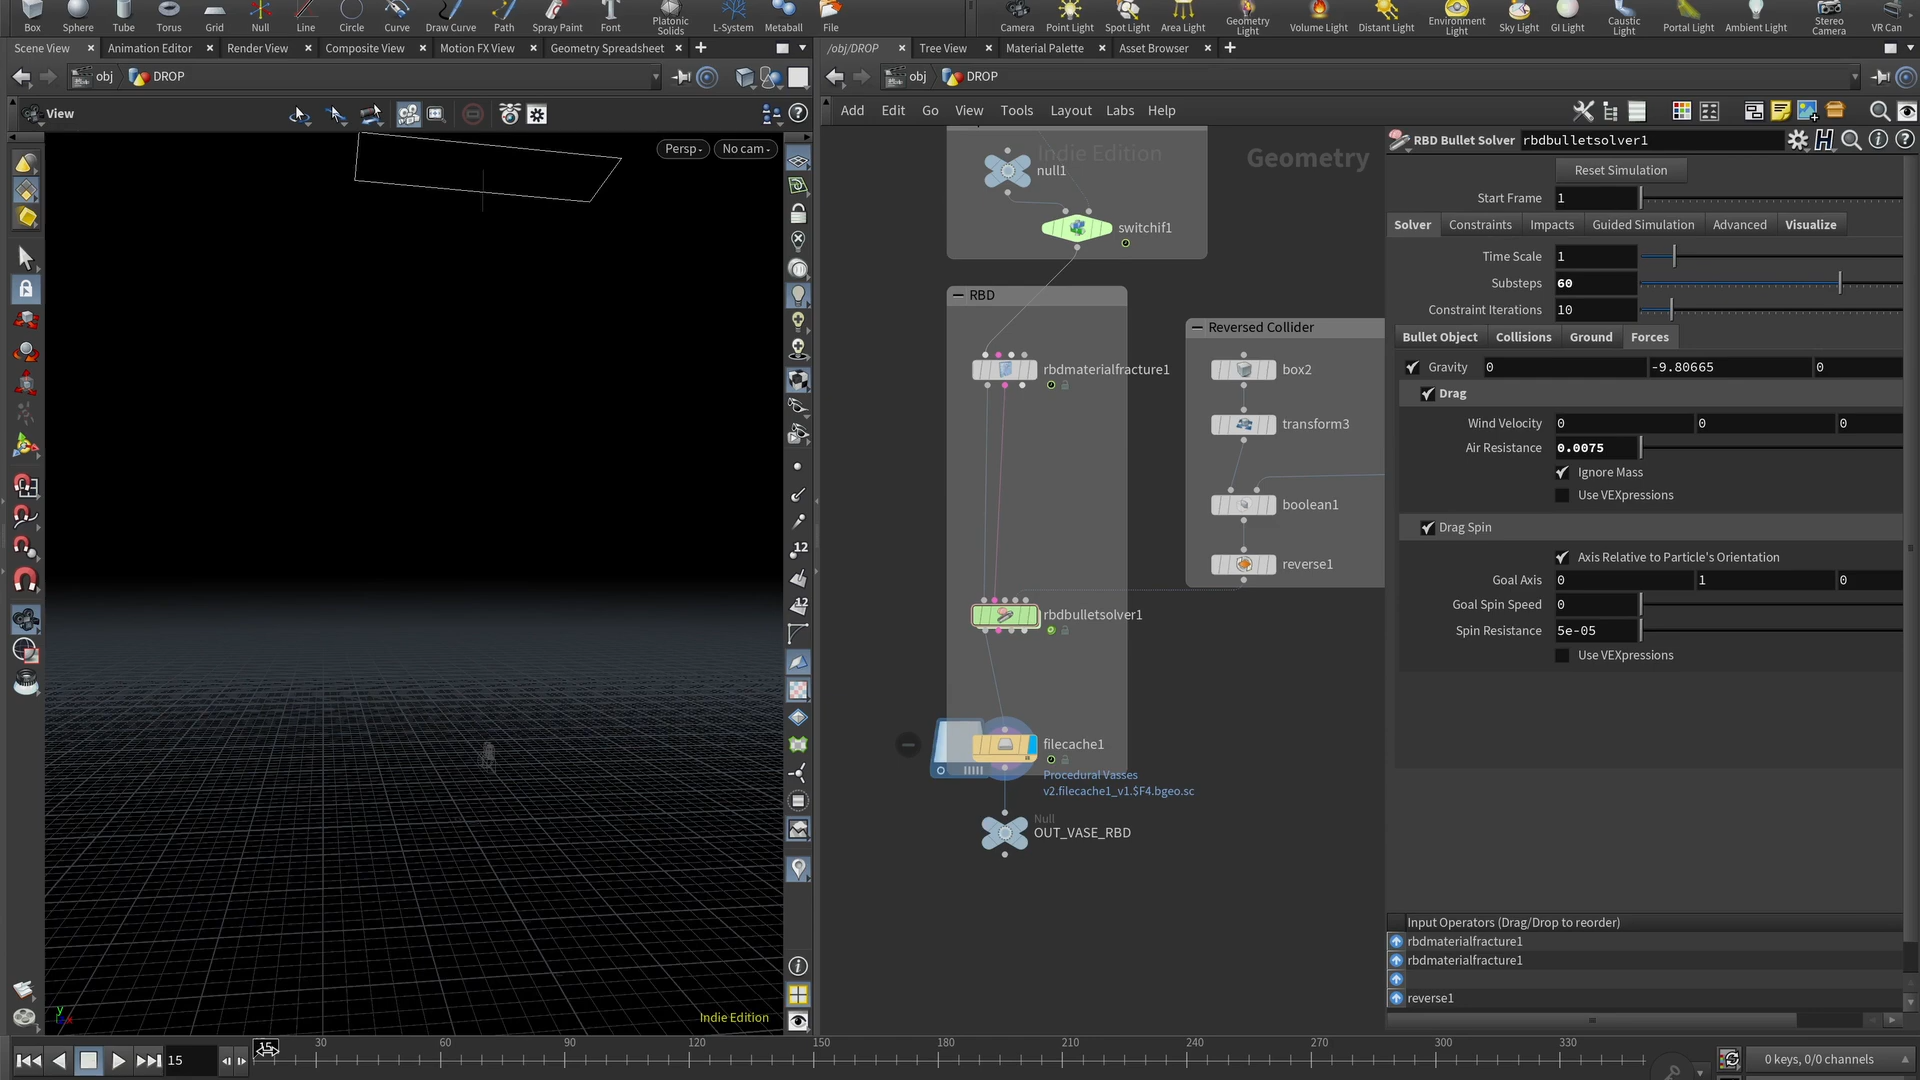 Box Sphere Tube Torus Grid Null Line Circle Curve Draw Curve Path Spray Paint Font Platonic Solids L-System Metaball File Camera Point Light Spot Light Area Light Geometry Light Volume Light Distant Light Environment Light Sky Light GI Light Caustic Light Portal Light Ambient Light Stereo Camera VR Can
Scene View Animation Editor Render View Composite View Motion FX View Geometry Spreadsheet
/obj/DROP Tree View Material Palette Asset Browser
obj DROP
obj DROP
View
Persp No cam
12
12
Indie Edition
Add Edit Go View Tools Layout Labs Help
Indie Edition
Geometry
null1
switchif1
RBD
rbdmaterialfracture1
Reversed Collider
box2
transform3
boolean1
reverse1
rbdbulletsolver1
filecache1
Procedural Vasses
v2.filecache1_v1.$F4.bgeo.sc
Null
OUT_VASE_RBD
RBD Bullet Solver rbdbulletsolver1
Reset Simulation
Start Frame 1
Solver Constraints Impacts Guided Simulation Advanced Visualize
Time Scale 1
Substeps 60
Constraint Iterations 10
Bullet Object Collisions Ground Forces
Gravity 0 -9.80665 0
Drag
Wind Velocity 0 0 0
Air Resistance 0.0075
Ignore Mass
Use VEXpressions
Drag Spin
Axis Relative to Particle's Orientation
Goal Axis 0 1 0
Goal Spin Speed 0
Spin Resistance 5e-05
Use VEXpressions
Input Operators (Drag/Drop to reorder)
rbdmaterialfracture1
rbdmaterialfracture1
reverse1
15 15 30 60 90 120 150 180 210 240 270 300 330
0 keys, 0/0 channels
y
x